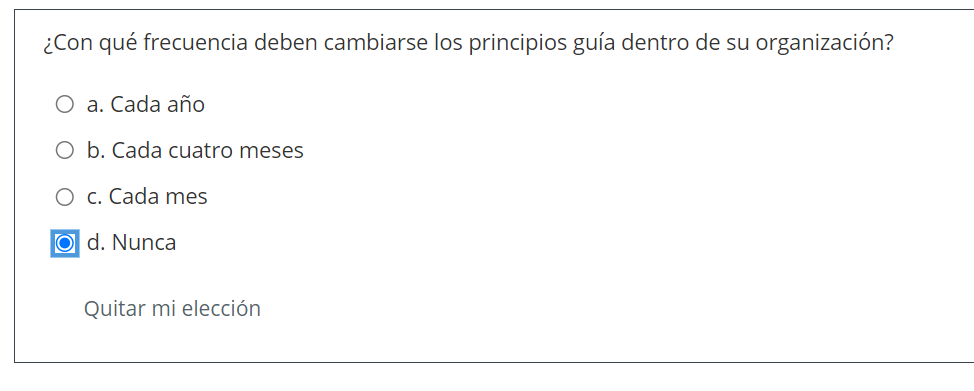 ¿Con qué frecuencia deben cambiarse los principios guía dentro de su organización?
a. Cada año
b. Cada cuatro meses
c. Cada mes
d. Nunca
Quitar mi elección